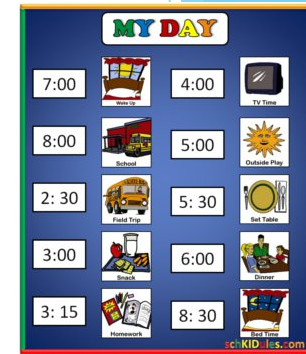 MY DAY
7:00
Wake Up
8:00
School
2: 30
Field Trip
3:00
Snack
3: 15
Homework
4:00
TV Time
5:00
Outside Play
5: 30
Set Table
6:00
Dinner
8: 30
Bed Time
schKIDules.com